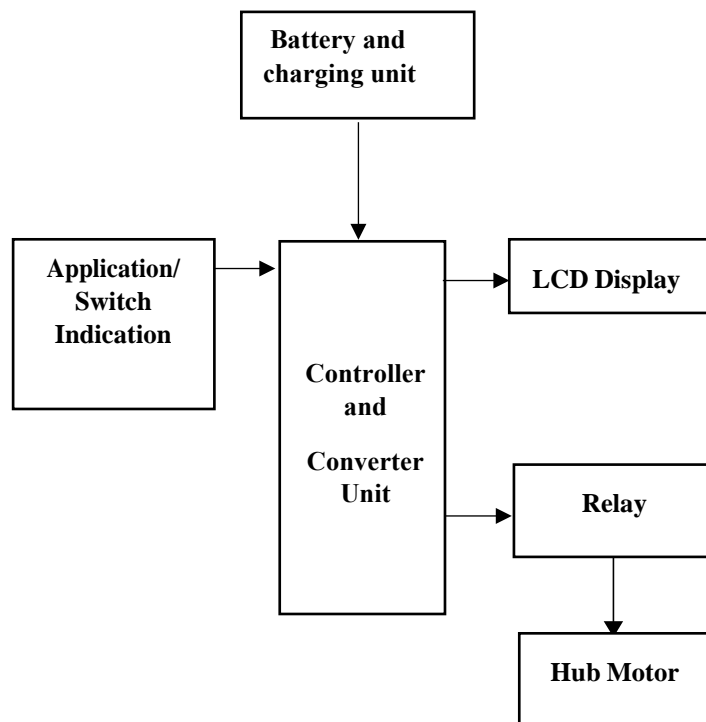 Battery and
charging unit
Application/
Switch
Indication
LCD Display
Controller
and
Converter
Unit
Relay
Hub Motor